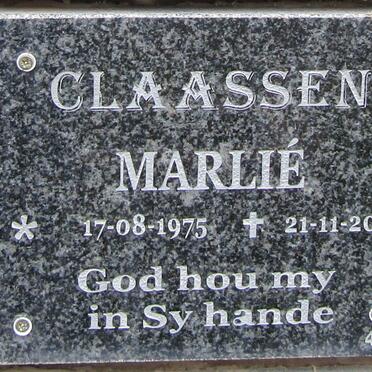 CLAASSEN
MARLIÉ
* 17-08-1975 ✝ 21-11-20
God hou my
in Sy hande